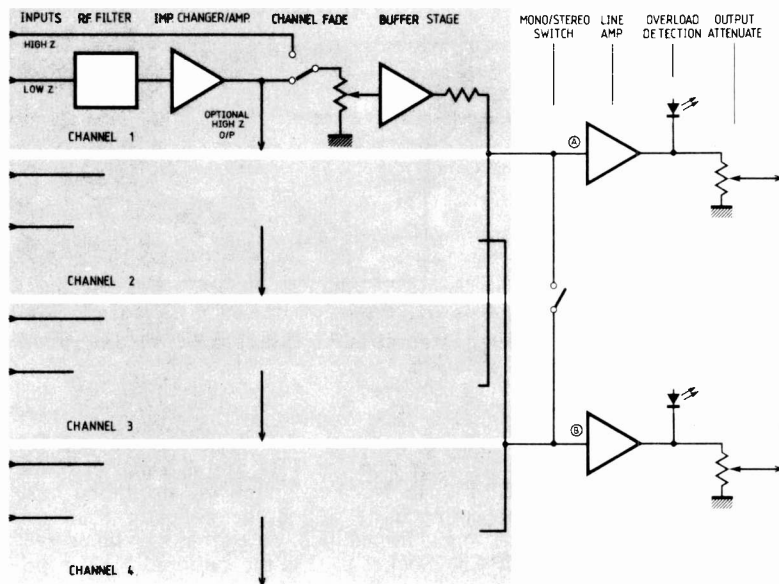 INPUTS RF FILTER IMP CHANGER/AMP. CHANNEL FADE BUFFER STAGE
MONO/STEREO SWITCH
LINE AMP
OVERLOAD DETECTION
OUTPUT ATTENUATE
HIGH Z
LOW Z
OPTIONAL
HIGH Z
O/P
CHANNEL 1
A
CHANNEL 2
CHANNEL 3
B
CHANNEL 4